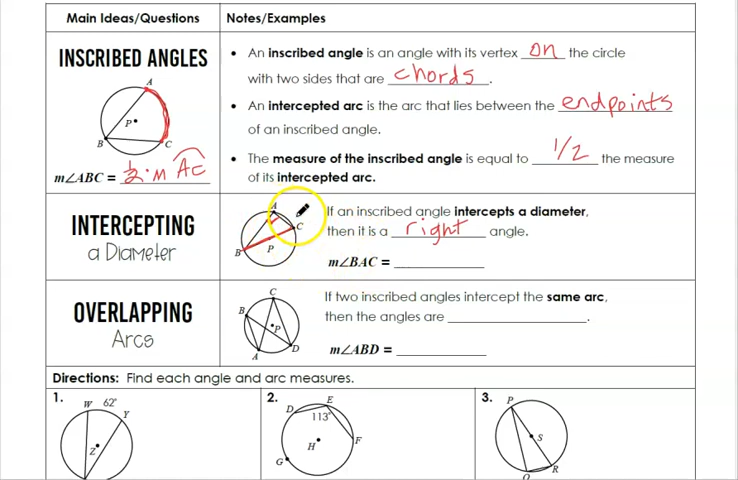 Main Ideas/Questions
Notes/Examples
INSCRIBED ANGLES
A
P
B
C
m∠ABC = ½·m AC
• An inscribed angle is an angle with its vertex on the circle
with two sides that are chords.
• An intercepted arc is the arc that lies between the endpoints
of an inscribed angle.
• The measure of the inscribed angle is equal to 1/2 the measure
of its intercepted arc.
INTERCEPTING
a Diameter
A
C
B
P
If an inscribed angle intercepts a diameter,
then it is a right angle.
m∠BAC = ________
OVERLAPPING
Arcs
C
B
P
A
D
If two inscribed angles intercept the same arc,
then the angles are ________.
m∠ABD = ________
Directions: Find each angle and arc measures.
1.
W
62°
Y
Z
2.
D
E
113°
F
H
G
3.
P
S
R
Q